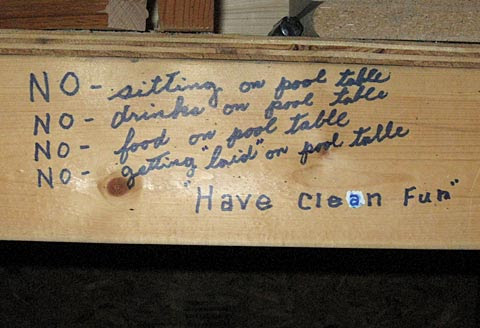 NO - sitting on pool table
NO - drinks on pool table
NO - food on pool table
NO - getting "laid" on pool table
"Have clean Fun"